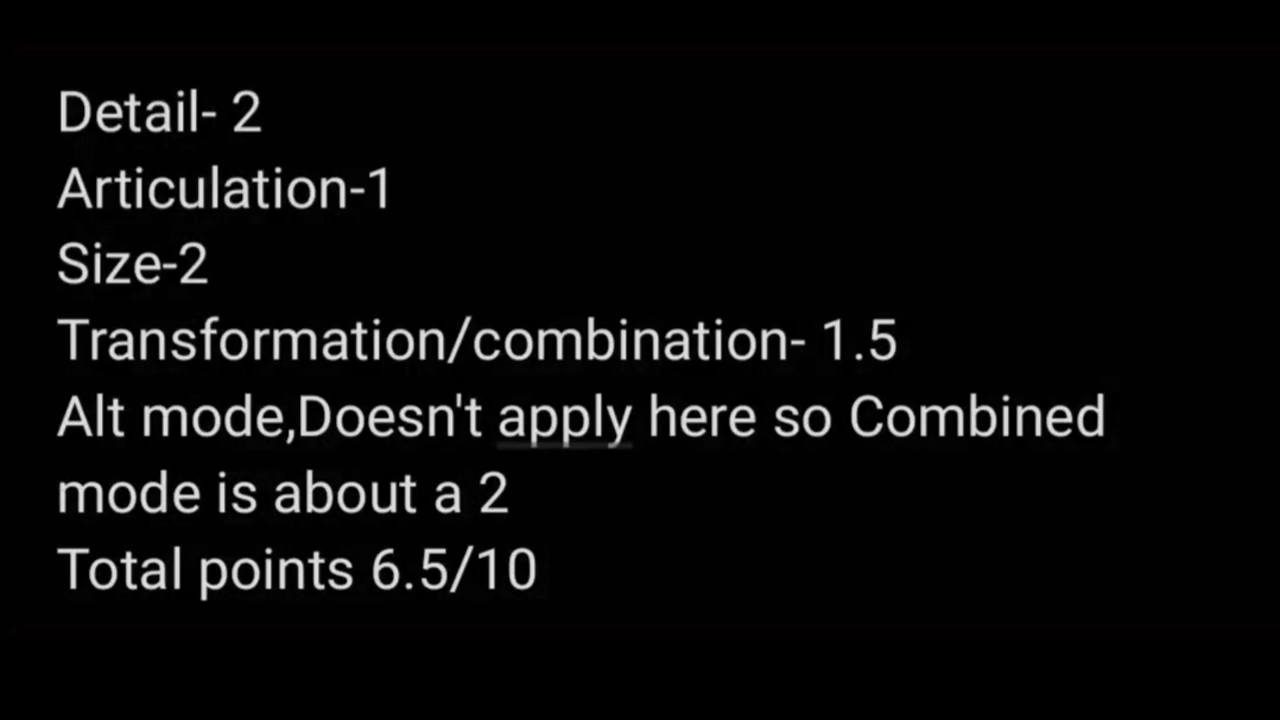 Detail- 2
Articulation-1
Size-2
Transformation/combination- 1.5
Alt mode,Doesn't apply here so Combined
mode is about a 2
Total points 6.5/10